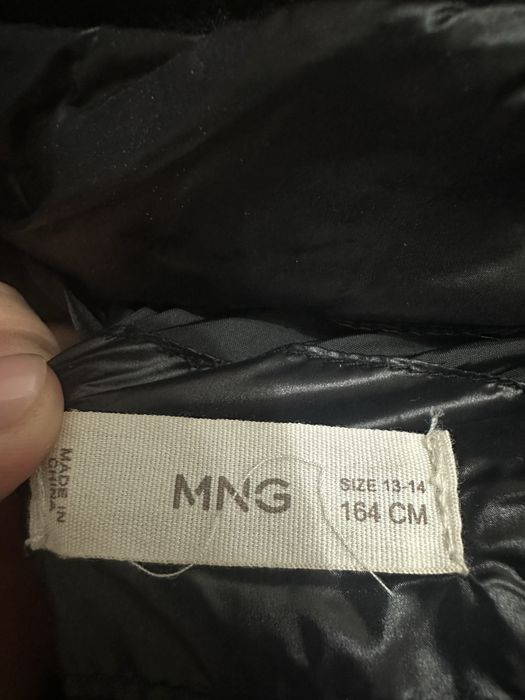 MADE IN
CHINA
MNG
SIZE 13-14
164 CM